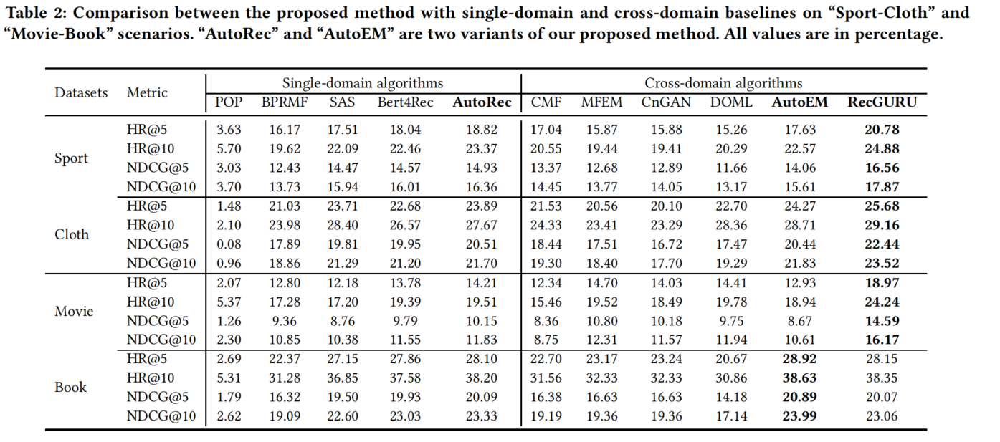 Table 2: Comparison between the proposed method with single-domain and cross-domain baselines on “Sport-Cloth” and
“Movie-Book” scenarios. “AutoRec” and “AutoEM” are two variants of our proposed method. All values are in percentage.
Datasets Metric Single-domain algorithms Cross-domain algorithms
POP BPRMF SAS Bert4Rec AutoRec CMF MFEM CnGAN DOML AutoEM RecGURU
Sport
HR@5 3.63 16.17 17.51 18.04 18.82 17.04 15.87 15.88 15.26 17.63 20.78
HR@10 5.70 19.62 22.09 22.46 23.37 20.55 19.44 19.41 20.29 22.57 24.88
NDCG@5 3.03 12.43 14.47 14.57 14.93 13.37 12.68 12.89 11.66 14.06 16.56
NDCG@10 3.70 13.73 15.94 16.01 16.36 14.45 13.77 14.05 13.17 15.61 17.87
Cloth
HR@5 1.48 21.03 23.71 22.68 23.89 21.53 20.56 20.10 22.70 24.27 25.68
HR@10 2.10 23.98 28.40 26.57 27.67 24.33 23.41 23.29 28.36 28.71 29.16
NDCG@5 0.08 17.89 19.81 19.95 20.51 18.44 17.51 16.72 17.47 20.44 22.44
NDCG@10 0.96 18.86 21.29 21.20 21.70 19.30 18.40 17.70 19.29 21.83 23.52
Movie
HR@5 2.07 12.80 12.18 13.78 14.21 12.34 14.70 14.03 14.41 12.93 18.97
HR@10 5.37 17.28 17.20 19.39 19.51 15.46 19.52 18.49 19.78 18.94 24.24
NDCG@5 1.26 9.36 8.76 9.79 10.15 8.36 10.80 10.18 9.75 8.67 14.59
NDCG@10 2.30 10.85 10.38 11.55 11.83 8.75 12.31 11.57 11.94 10.61 16.17
Book
HR@5 2.69 22.37 27.15 27.86 28.10 22.70 23.17 23.24 20.67 28.92 28.15
HR@10 5.31 31.28 36.85 37.58 38.20 31.56 32.33 32.33 30.86 38.63 38.35
NDCG@5 1.79 16.32 19.50 19.93 20.09 16.38 16.63 16.63 14.18 20.89 20.07
NDCG@10 2.62 19.09 22.60 23.03 23.33 19.19 19.36 19.36 17.14 23.99 23.06